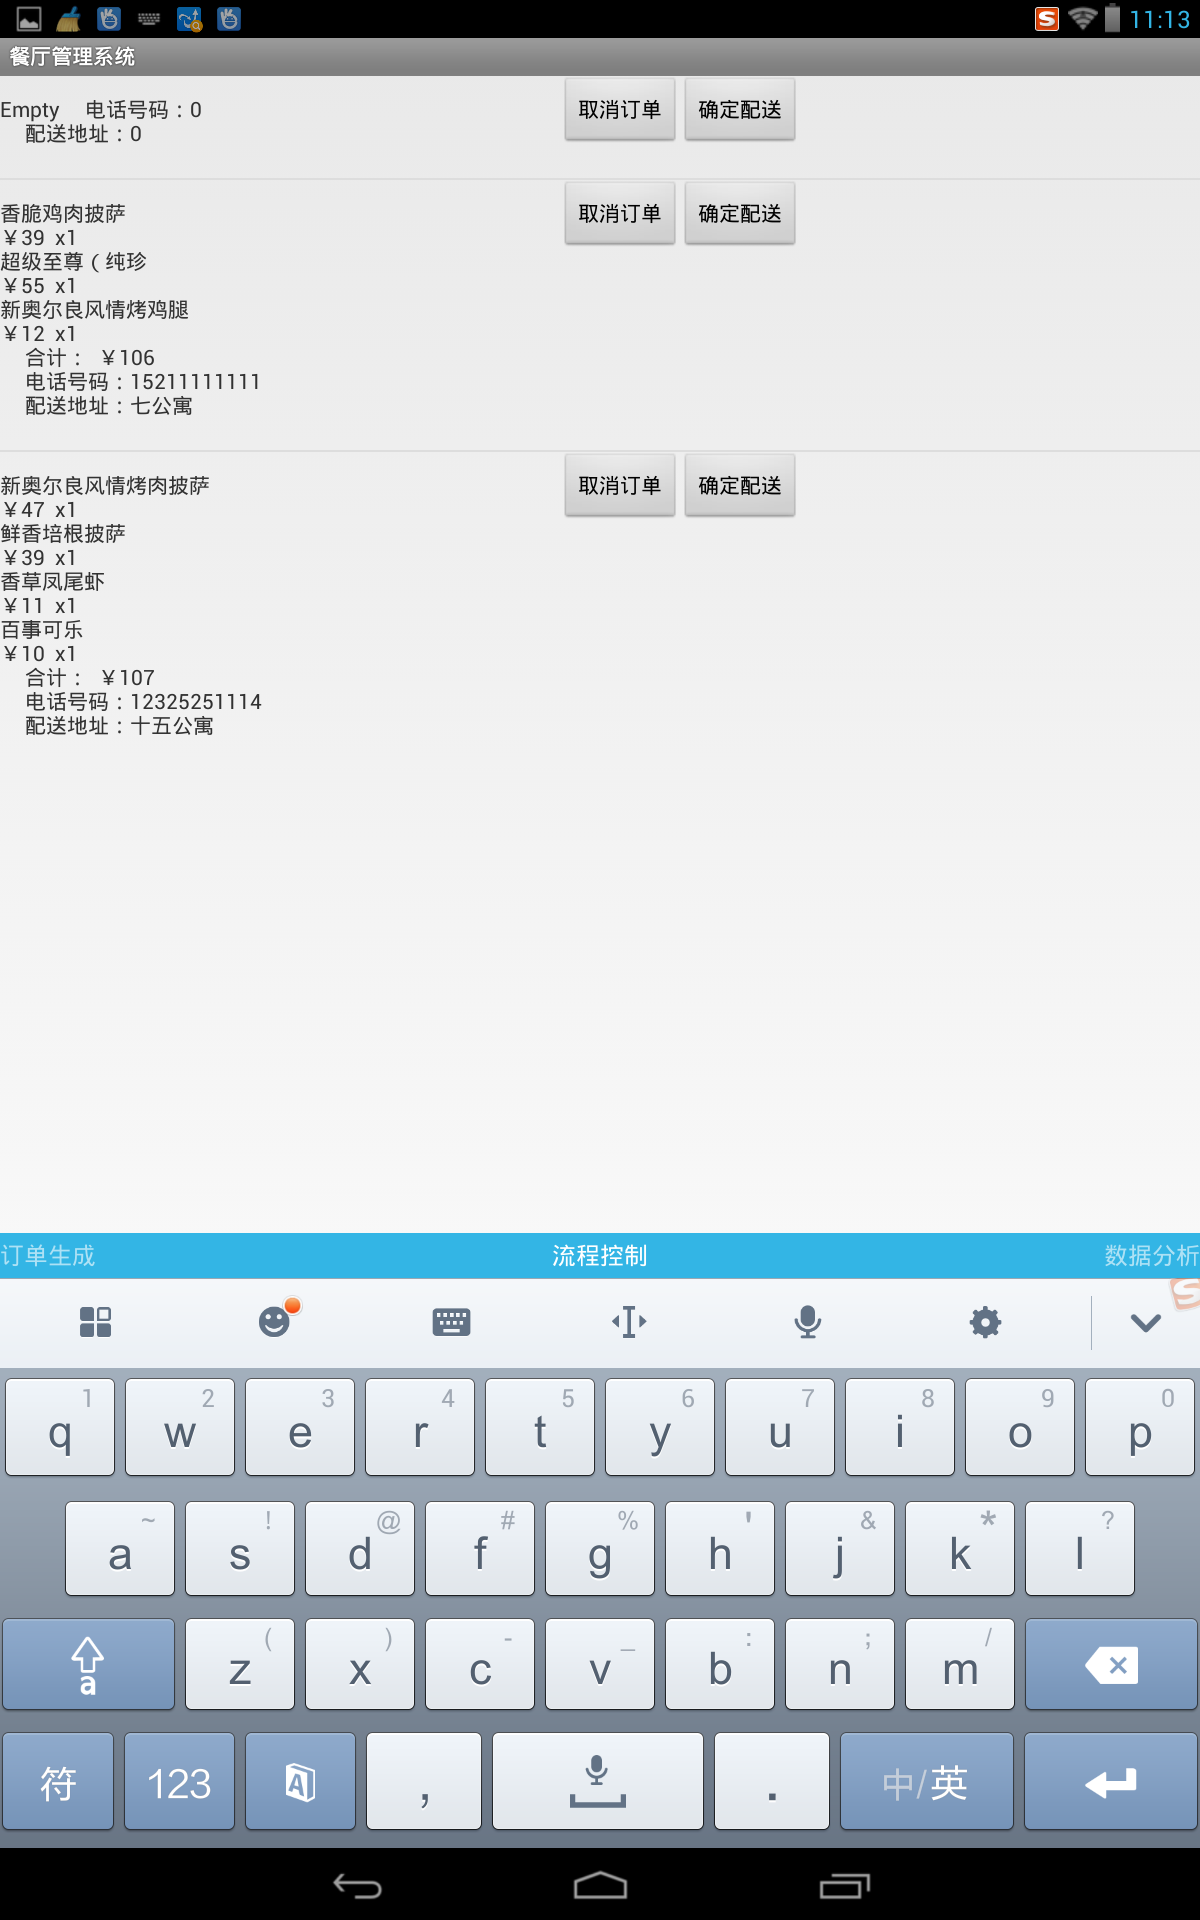 11:13
餐厅管理系统
Empty 电话号码：0
配送地址：0
取消订单
确定配送
香脆鸡肉披萨
￥39 x1
超级至尊（纯珍
￥55 x1
新奥尔良风情烤鸡腿
￥12 x1
合计： ￥106
电话号码：15211111111
配送地址：七公寓
取消订单
确定配送
新奥尔良风情烤肉披萨
￥47 x1
鲜香培根披萨
￥39 x1
香草凤尾虾
￥11 x1
百事可乐
￥10 x1
合计： ￥107
电话号码：12325251114
配送地址：十五公寓
取消订单
确定配送
订单生成 流程控制 数据分析
1 2 3 4 5 6 7 8 9 0
q w e r t y u i o p
~ ! @ # % ' & * ?
a s d f g h j k l
( ) - _ : ; /
a z x c v b n m
符 123 A , . 中/英